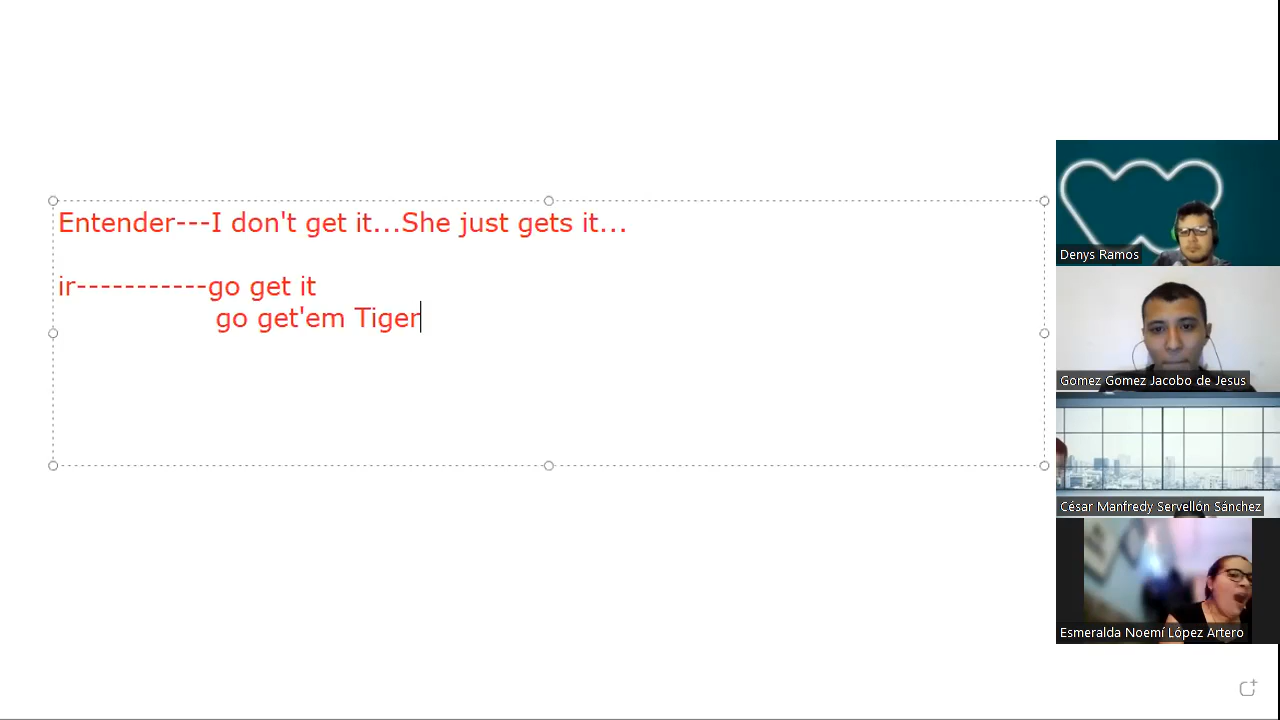 Entender---I don't get it...She just gets it...
ir-----------go get it
go get'em Tiger
Denys Ramos
Gomez Gomez Jacobo de Jesus
César Manfredy Servellón Sánchez
Esmeralda Noemí López Artero